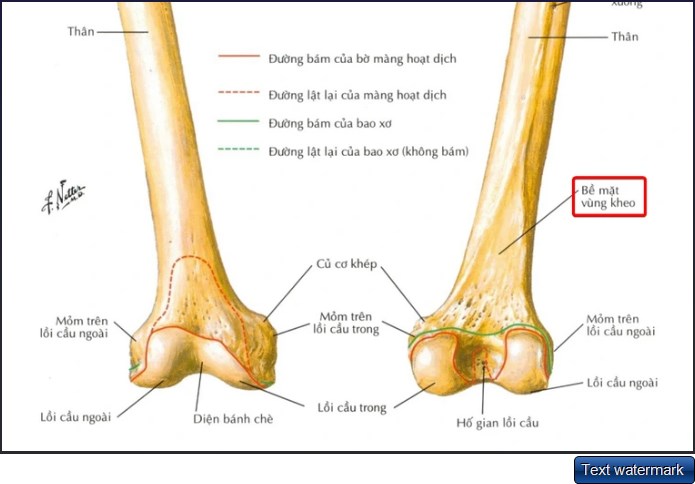 xương
Thân
Thân
Đường bám của bờ màng hoạt dịch
Đường lật lại của màng hoạt dịch
Đường bám của bao xơ
Đường lật lại của bao xơ (không bám)
Bề mặt
vùng kheo
F. Netter
M.D.
Củ cơ khép
Mỏm trên
lồi cầu ngoài
Mỏm trên
lồi cầu trong
Mỏm trên
lồi cầu ngoài
Lồi cầu ngoài
Diện bánh chè
Lồi cầu trong
Hố gian lồi cầu
Lồi cầu ngoài
Text watermark